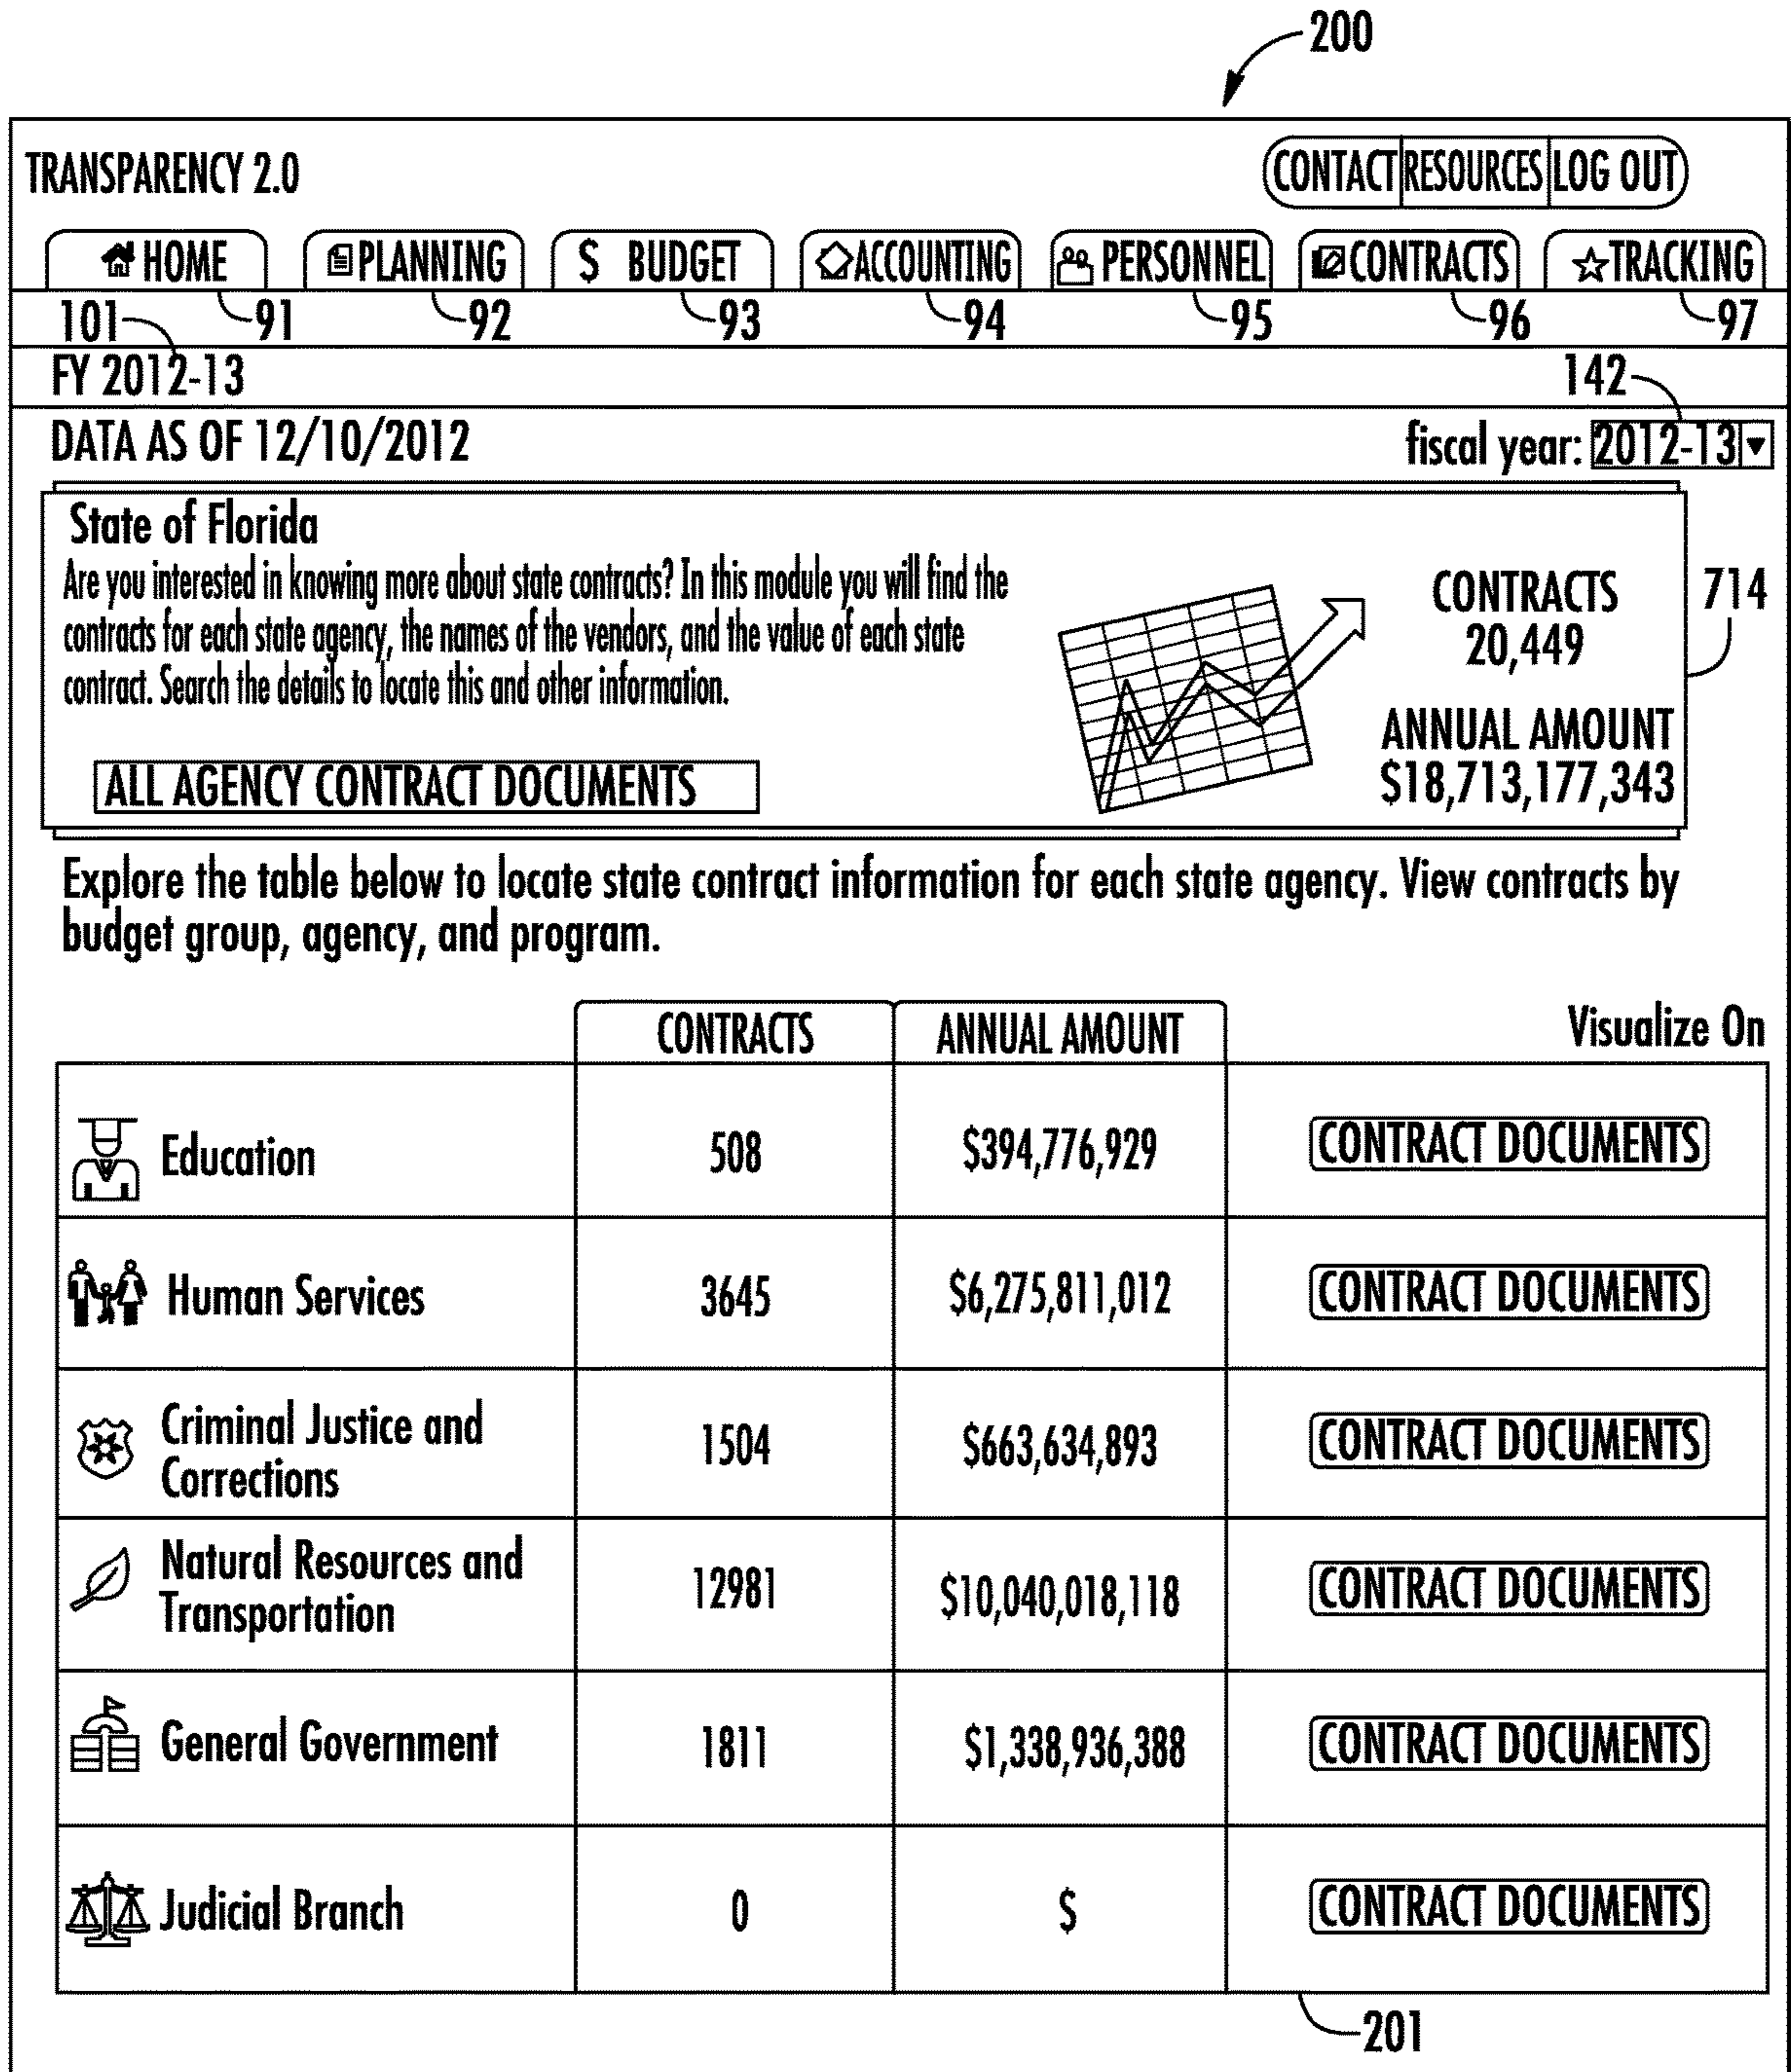 200
TRANSPARENCY 2.0
CONTACT RESOURCES LOG OUT
HOME PLANNING $ BUDGET ACCOUNTING PERSONNEL CONTRACTS TRACKING
101 91 92 93 94 95 96 97
FY 2012-13 142
DATA AS OF 12/10/2012 fiscal year: 2012-13
State of Florida
Are you interested in knowing more about state contracts? In this module you will find the
contracts for each state agency, the names of the vendors, and the value of each state
contract. Search the details to locate this and other information.
ALL AGENCY CONTRACT DOCUMENTS
CONTRACTS
20,449
714
ANNUAL AMOUNT
$18,713,177,343
Explore the table below to locate state contract information for each state agency. View contracts by
budget group, agency, and program.
CONTRACTS ANNUAL AMOUNT Visualize On
Education 508 $394,776,929 CONTRACT DOCUMENTS
Human Services 3645 $6,275,811,012 CONTRACT DOCUMENTS
Criminal Justice and
Corrections 1504 $663,634,893 CONTRACT DOCUMENTS
Natural Resources and
Transportation 12981 $10,040,018,118 CONTRACT DOCUMENTS
General Government 1811 $1,338,936,388 CONTRACT DOCUMENTS
Judicial Branch 0 $ CONTRACT DOCUMENTS
201